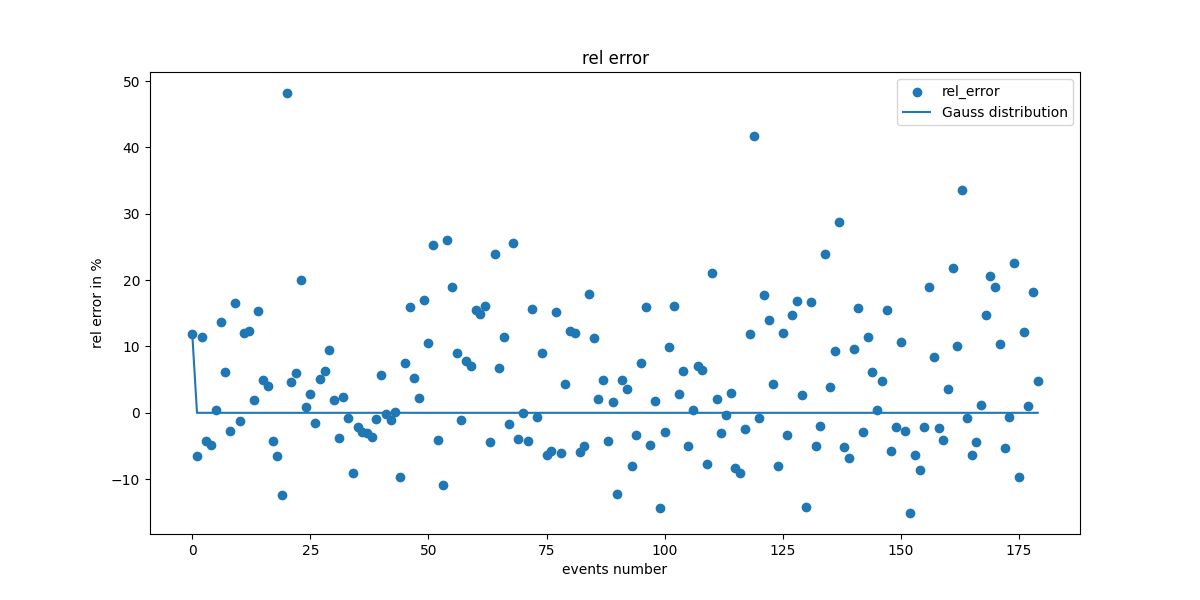 rel error
rel_error
Gauss distribution
rel error in %
50
40
30
20
10
0
−10
0 25 50 75 100 125 150 175
events number